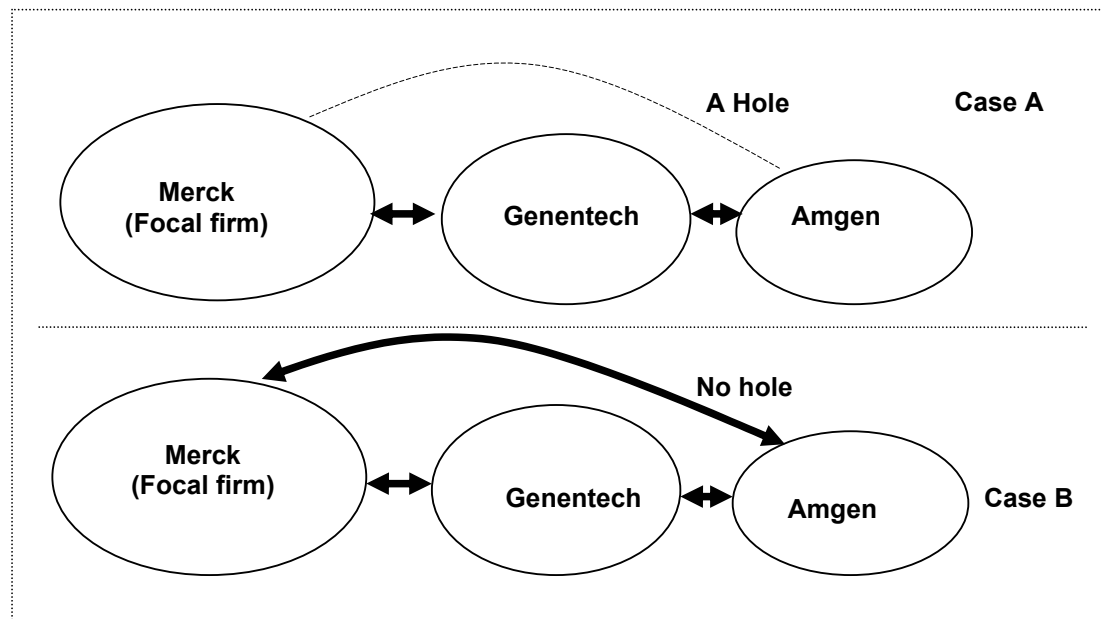 A Hole
Case A
Merck
(Focal firm)
Genentech
Amgen
No hole
Merck
(Focal firm)
Genentech
Amgen
Case B